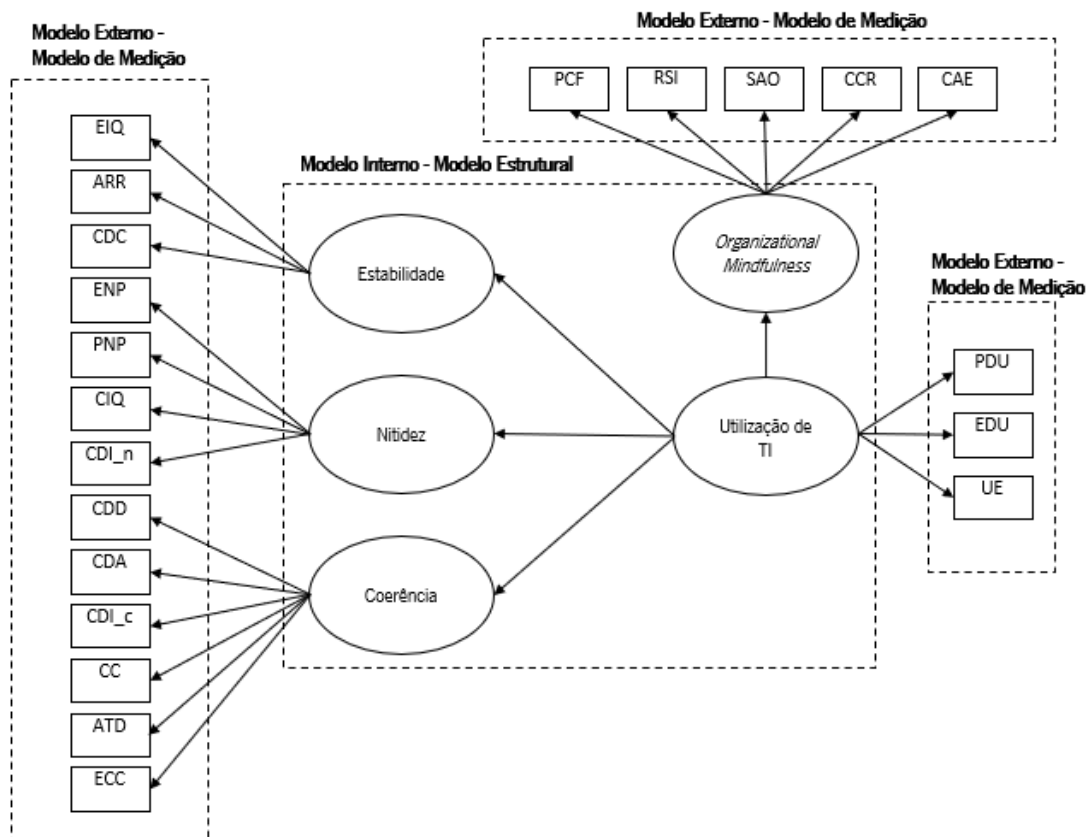 Modelo Externo -
Modelo de Medição
EIQ
ARR
CDC
ENP
PNP
CIQ
CDI_n
CDD
CDA
CDI_c
CC
ATD
ECC
Modelo Externo - Modelo de Medição
PCF
RSI
SAO
CCR
CAE
Modelo Interno - Modelo Estrutural
Estabilidade
Nitidez
Coerência
Organizational
Mindfulness
Utilização de
TI
Modelo Externo -
Modelo de Medição
PDU
EDU
UE